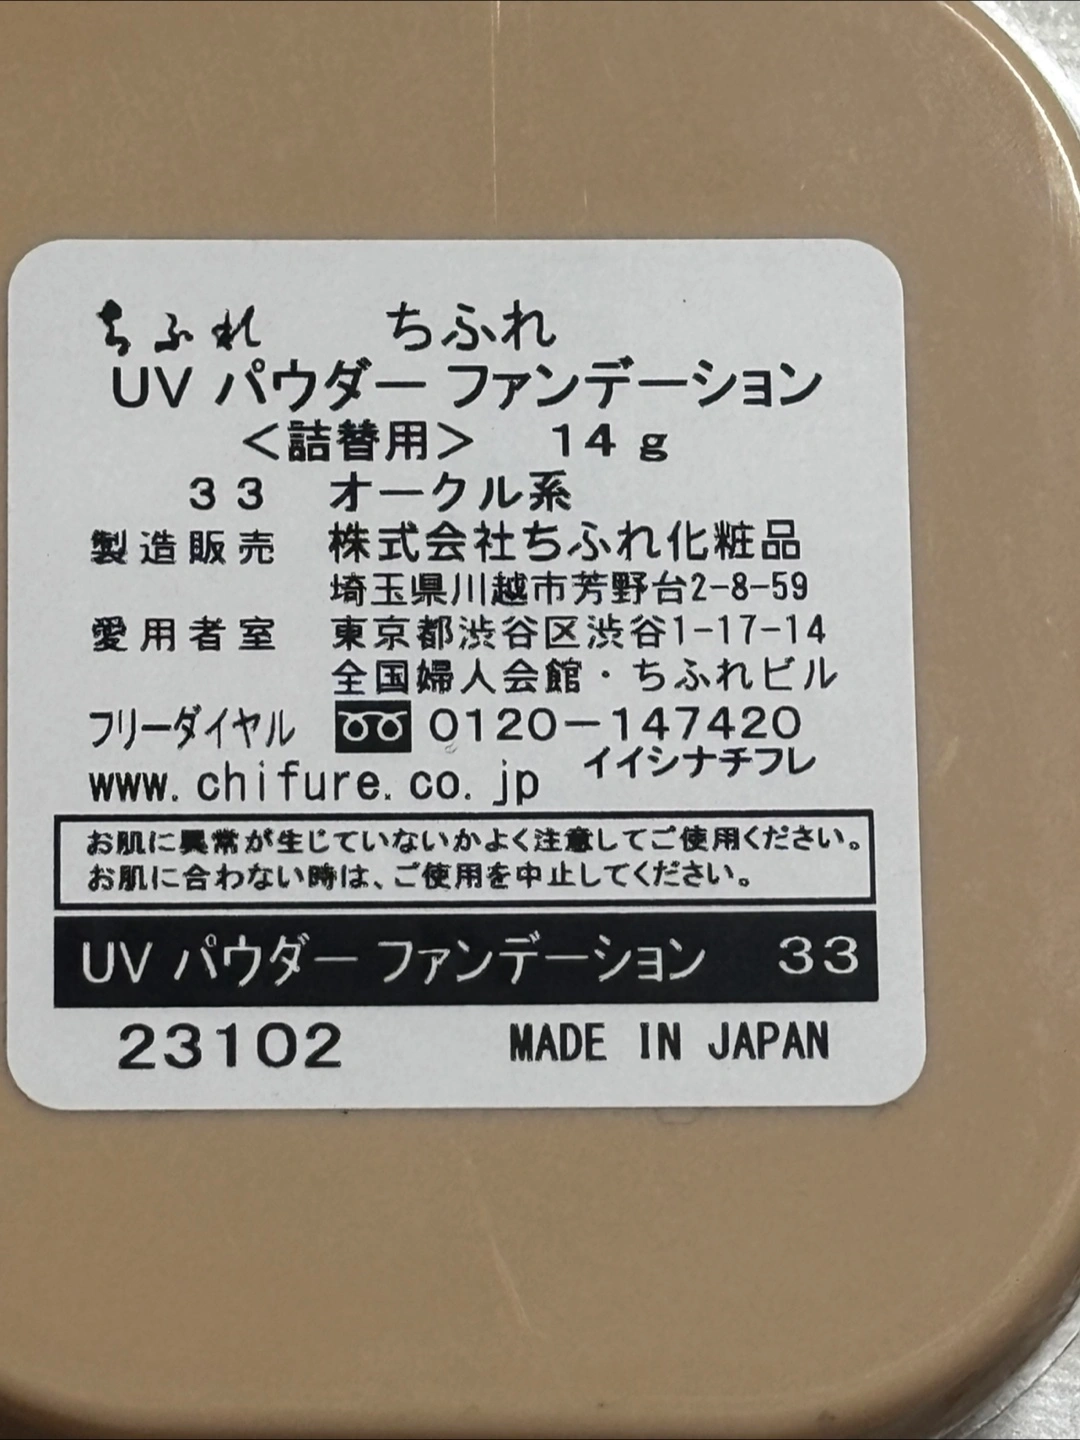 ちふれ ちふれ
UV パウダー ファンデーション
＜詰替用＞ 14 g
33 オークル系
製造販売 株式会社ちふれ化粧品
埼玉県川越市芳野台2-8-59
愛用者室 東京都渋谷区渋谷1-17-14
全国婦人会館・ちふれビル
フリーダイヤル 0120－147420
イイシナチフレ
www.chifure.co.jp
お肌に異常が生じていないかよく注意してご使用ください。
お肌に合わない時は、ご使用を中止してください。
UV パウダー ファンデーション 33
23102 MADE IN JAPAN